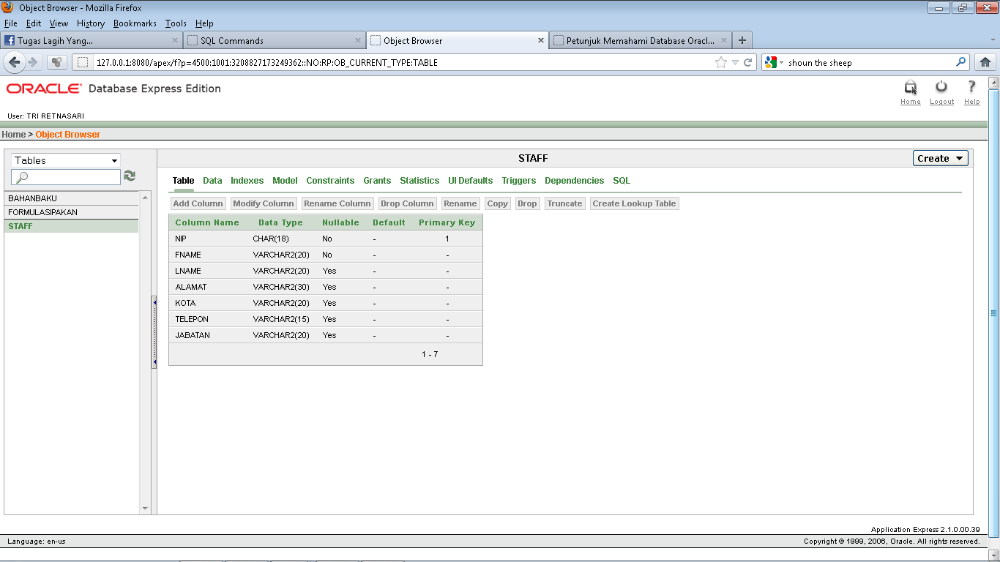 Object Browser - Mozilla Firefox
File Edit View History Bookmarks Tools Help
Tugas Lagih Yang... SQL Commands Object Browser Petunjuk Memahami Database Oracl...
127.0.0.1:8080/apex/f?p=4500:1001:3208827173249362::NO:RP:OB_CURRENT_TYPE:TABLE shoun the sheep
ORACLE Database Express Edition
Home Logout Help
User: TRI RETNASARI
Home > Object Browser
Tables
STAFF
Create
BAHANBAKU
FORMULASIPAKAN
STAFF
Table Data Indexes Model Constraints Grants Statistics UI Defaults Triggers Dependencies SQL
Add Column Modify Column Rename Column Drop Column Rename Copy Drop Truncate Create Lookup Table
Column Name Data Type Nullable Default Primary Key
NIP CHAR(18) No - 1
FNAME VARCHAR2(20) No - -
LNAME VARCHAR2(20) Yes - -
ALAMAT VARCHAR2(30) Yes - -
KOTA VARCHAR2(20) Yes - -
TELEPON VARCHAR2(15) Yes - -
JABATAN VARCHAR2(20) Yes - -
1 - 7
Application Express 2.1.0.00.39
Language: en-us
Copyright © 1999, 2006, Oracle. All rights reserved.